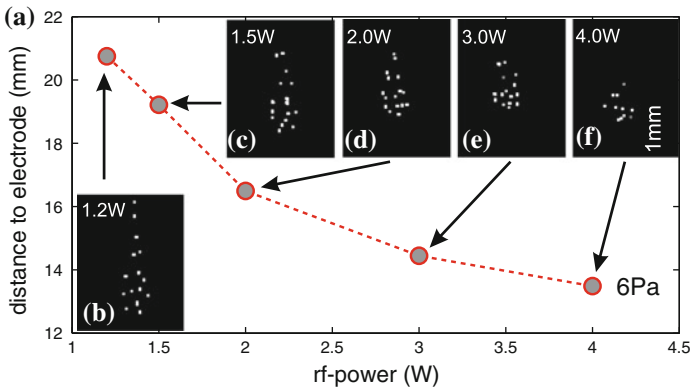 (a)
22
20
18
16
14
12
distance to electrode (mm)
1.5W
2.0W
3.0W
4.0W
(c)
(d)
(e)
(f)
1mm
1.2W
(b)
6Pa
1
1.5
2
2.5
3
3.5
4
4.5
rf-power (W)